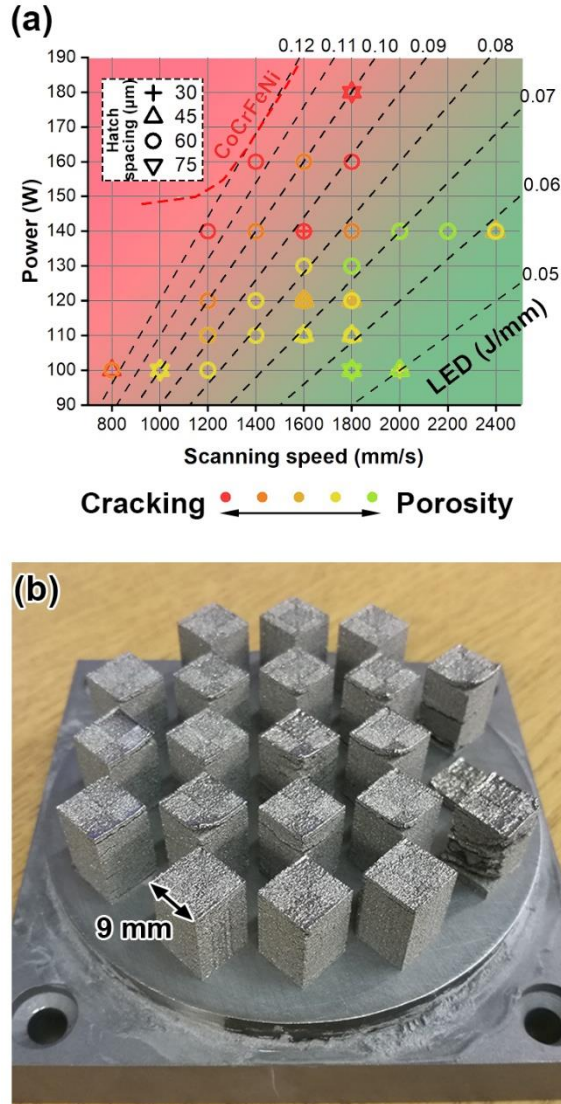 (a)
0.12 0.11 0.10 0.09 0.08
190
180
170
160
150
140
130
120
110
100
90
Power (W)
Hatch
spacing (μm)
30
45
60
75
CoCrFeNi
0.07
0.06
0.05
LED (J/mm)
800 1000 1200 1400 1600 1800 2000 2200 2400
Scanning speed (mm/s)
Cracking Porosity
(b)
9 mm